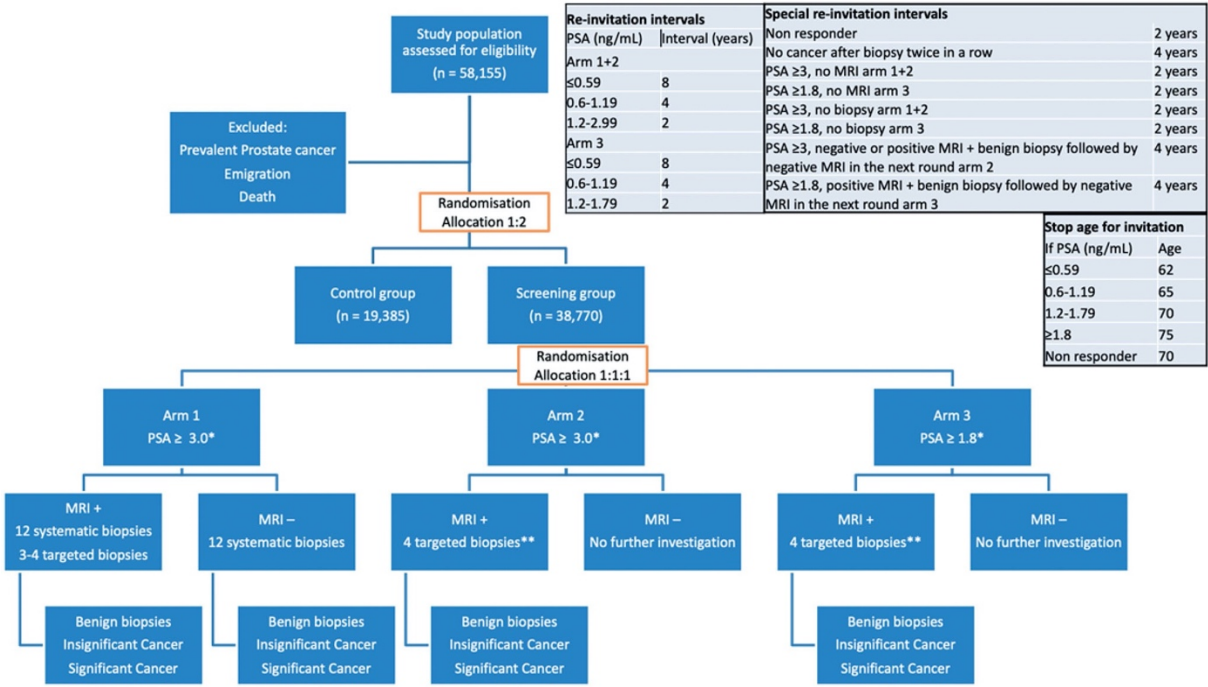 Study population
assessed for eligibility
(n = 58,155)
Excluded:
Prevalent Prostate cancer
Emigration
Death
Randomisation
Allocation 1:2
Control group
(n = 19,385)
Screening group
(n = 38,770)
Re-invitation intervals
PSA (ng/mL) Interval (years)
Arm 1+2
≤0.59 8
0.6-1.19 4
1.2-2.99 2
Arm 3
≤0.59 8
0.6-1.19 4
1.2-1.79 2
Special re-invitation intervals
Non responder 2 years
No cancer after biopsy twice in a row 4 years
PSA ≥3, no MRI arm 1+2 2 years
PSA ≥1.8, no MRI arm 3 2 years
PSA ≥3, no biopsy arm 1+2 2 years
PSA ≥1.8, no biopsy arm 3 2 years
PSA ≥3, negative or positive MRI + benign biopsy followed by 4 years
negative MRI in the next round arm 2
PSA ≥1.8, positive MRI + benign biopsy followed by negative 4 years
MRI in the next round arm 3
Stop age for invitation
If PSA (ng/mL) Age
≤0.59 62
0.6-1.19 65
1.2-1.79 70
≥1.8 75
Non responder 70
Randomisation
Allocation 1:1:1
Arm 1
PSA ≥ 3.0*
Arm 2
PSA ≥ 3.0*
Arm 3
PSA ≥ 1.8*
MRI +
12 systematic biopsies
3-4 targeted biopsies
MRI –
12 systematic biopsies
MRI +
4 targeted biopsies**
MRI –
No further investigation
MRI +
4 targeted biopsies**
MRI –
No further investigation
Benign biopsies
Insignificant Cancer
Significant Cancer
Benign biopsies
Insignificant Cancer
Significant Cancer
Benign biopsies
Insignificant Cancer
Significant Cancer
Benign biopsies
Insignificant Cancer
Significant Cancer